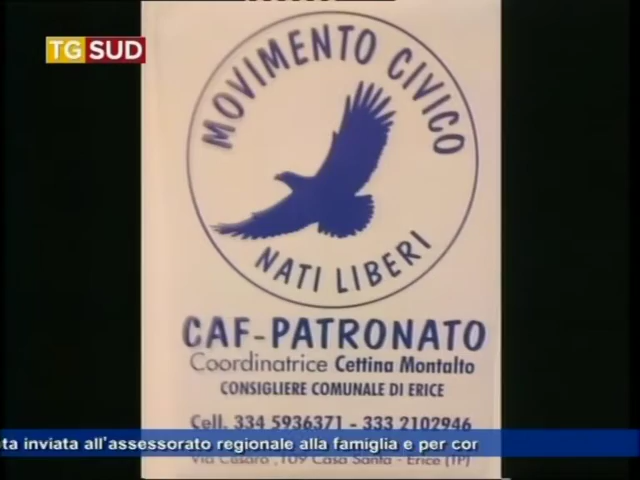 TG SUD
MOVIMENTO CIVICO
NATI LIBERI
CAF-PATRONATO
Coordinatrice Cettina Montalto
CONSIGLIERE COMUNALE DI ERICE
Cell. 334 5936371 - 333 2102946
ta inviata all'assessorato regionale alla famiglia e per cor
Via Cesarò ,109 Casa Santa - Erice (TP)